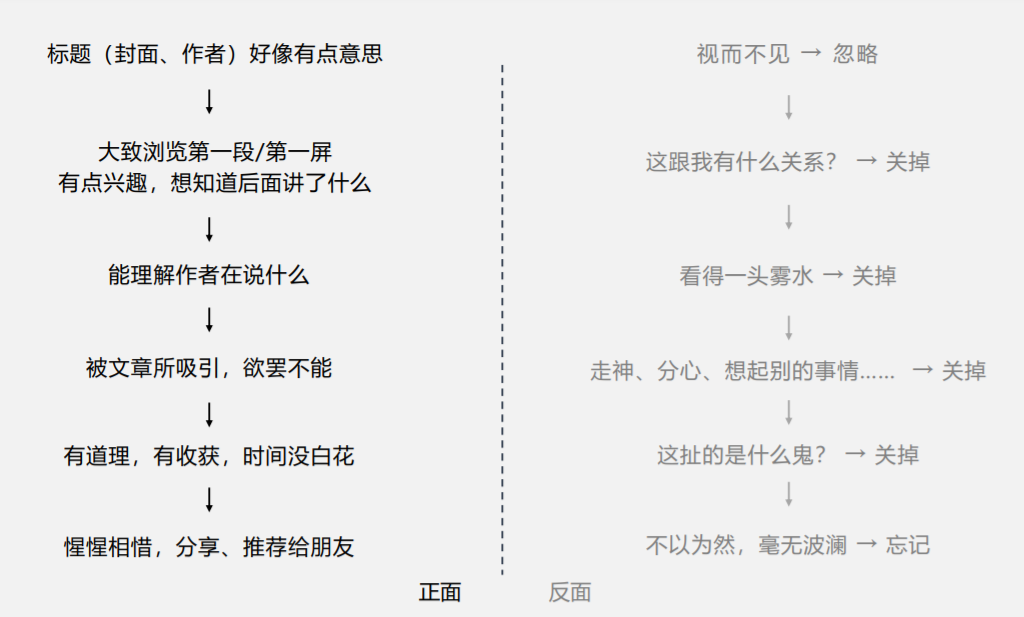 标题（封面、作者）好像有点意思
↓
大致浏览第一段/第一屏
有点兴趣，想知道后面讲了什么
↓
能理解作者在说什么
↓
被文章所吸引，欲罢不能
↓
有道理，有收获，时间没白花
↓
惺惺相惜，分享、推荐给朋友
正面
视而不见 → 忽略
↓
这跟我有什么关系？ → 关掉
↓
看得一头雾水 → 关掉
↓
走神、分心、想起别的事情…… → 关掉
↓
这扯的是什么鬼？ → 关掉
↓
不以为然，毫无波澜 → 忘记
反面